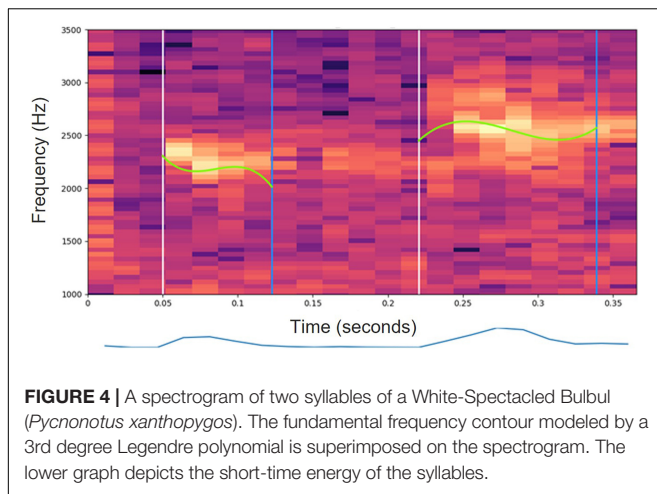 3500
3000
2500
2000
1500
1000
Frequency (Hz)
0 0.05 0.1 0.15 0.2 0.25 0.3 0.35
Time (seconds)
FIGURE 4 | A spectrogram of two syllables of a White-Spectacled Bulbul
(Pycnonotus xanthopygos). The fundamental frequency contour modeled by a
3rd degree Legendre polynomial is superimposed on the spectrogram. The
lower graph depicts the short-time energy of the syllables.